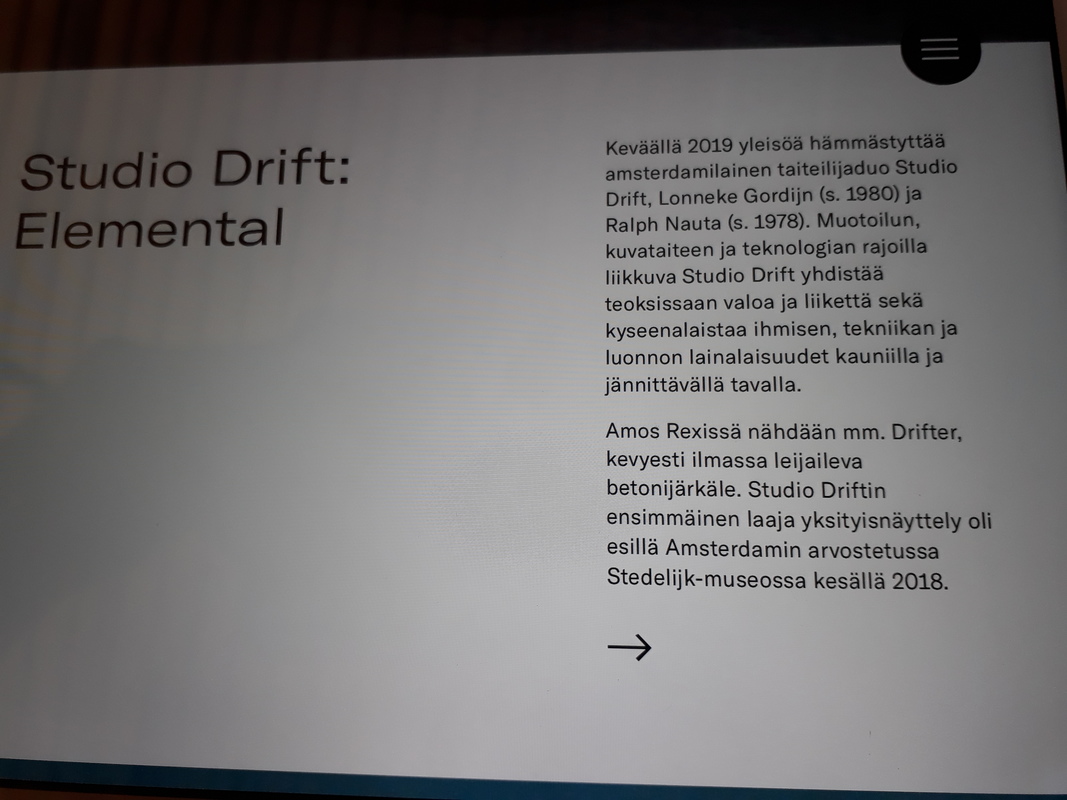 Studio Drift:
Elemental
Keväällä 2019 yleisöä hämmästyttää
amsterdamilainen taiteilijaduo Studio
Drift, Lonneke Gordijn (s. 1980) ja
Ralph Nauta (s. 1978). Muotoilun,
kuvataiteen ja teknologian rajoilla
liikkuva Studio Drift yhdistää
teoksissaan valoa ja liikettä sekä
kyseenalaistaa ihmisen, tekniikan ja
luonnon lainalaisuudet kauniilla ja
jännittävällä tavalla.
Amos Rexissä nähdään mm. Drifter,
kevyesti ilmassa leijaileva
betonijärkäle. Studio Driftin
ensimmäinen laaja yksityisnäyttely oli
esillä Amsterdamin arvostetussa
Stedelijk-museossa kesällä 2018.